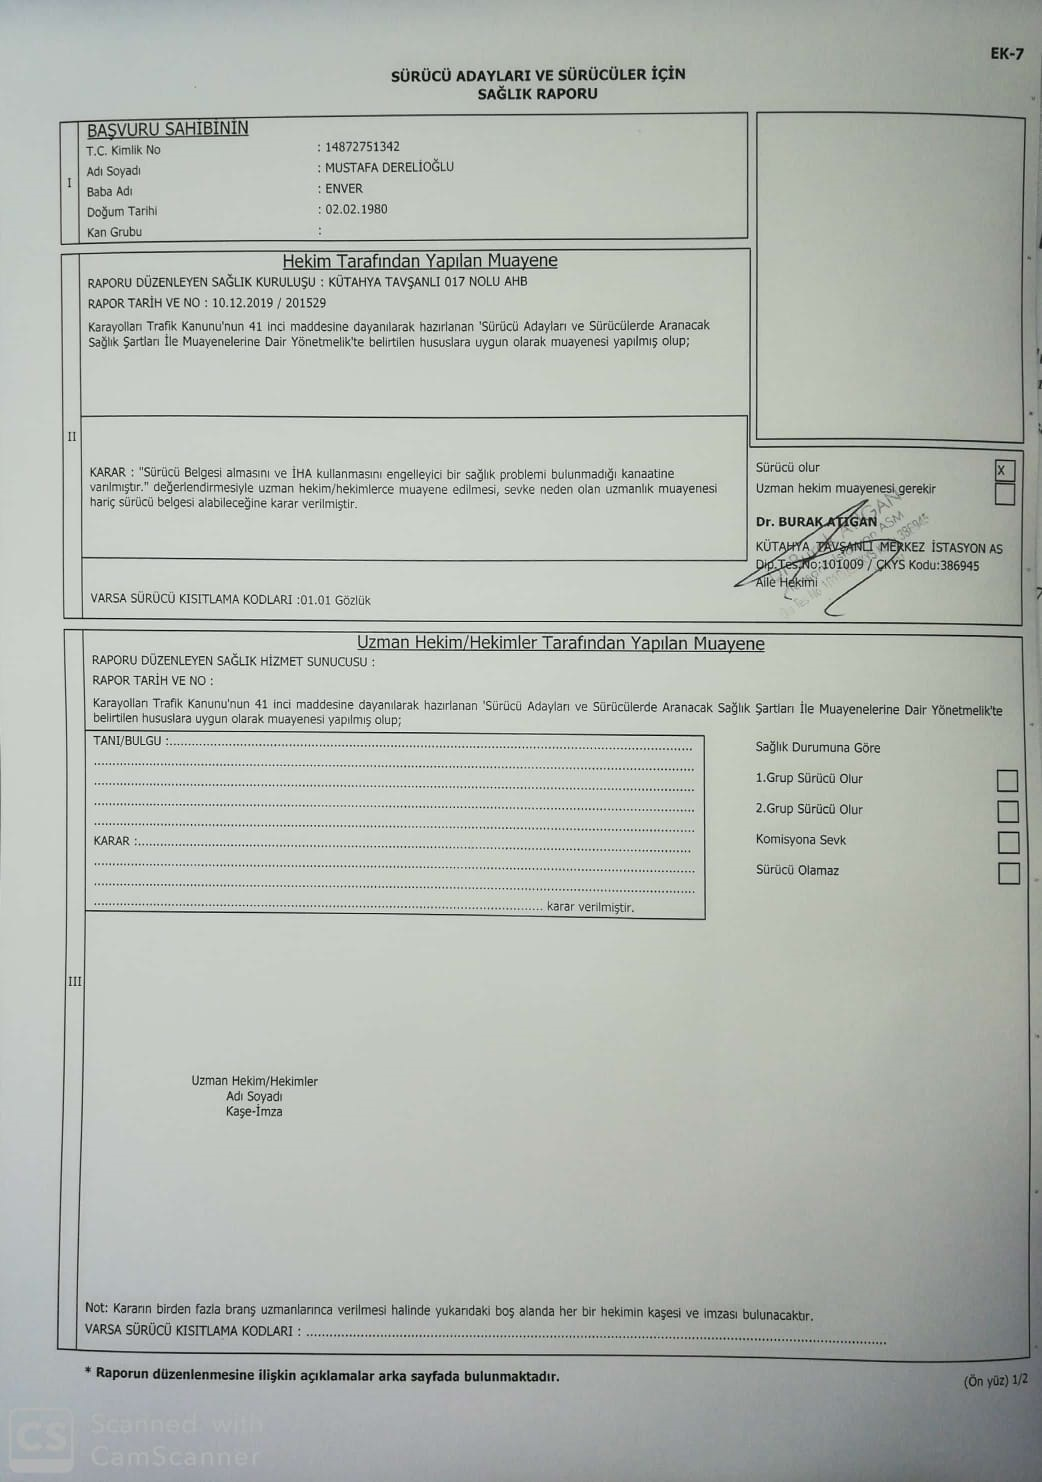 EK-7
SÜRÜCÜ ADAYLARI VE SÜRÜCÜLER İÇİN
SAĞLIK RAPORU
I
BAŞVURU SAHİBİNİN
T.C. Kimlik No : 14872751342
Adı Soyadı : MUSTAFA DERELİOĞLU
Baba Adı : ENVER
Doğum Tarihi : 02.02.1980
Kan Grubu :
II
Hekim Tarafından Yapılan Muayene
RAPORU DÜZENLEYEN SAĞLIK KURULUŞU : KÜTAHYA TAVŞANLI 017 NOLU AHB
RAPOR TARİH VE NO : 10.12.2019 / 201529
Karayolları Trafik Kanunu'nun 41 inci maddesine dayanılarak hazırlanan 'Sürücü Adayları ve Sürücülerde Aranacak
Sağlık Şartları İle Muayenelerine Dair Yönetmelik'te belirtilen hususlara uygun olarak muayenesi yapılmış olup;
KARAR : "Sürücü Belgesi almasını ve İHA kullanmasını engelleyici bir sağlık problemi bulunmadığı kanaatine
varılmıştır." değerlendirmesiyle uzman hekim/hekimlerce muayene edilmesi, sevke neden olan uzmanlık muayenesi
hariç sürücü belgesi alabileceğine karar verilmiştir.
VARSA SÜRÜCÜ KISITLAMA KODLARI :01.01 Gözlük
Sürücü olur X
Uzman hekim muayenesi gerekir
Dr. BURAK ATIGAN
KÜTAHYA TAVŞANLI MERKEZ İSTASYON AS
Dip.Tes.No:101009 / ÇKYS Kodu:386945
Aile Hekimi
III
Uzman Hekim/Hekimler Tarafından Yapılan Muayene
RAPORU DÜZENLEYEN SAĞLIK HİZMET SUNUCUSU :
RAPOR TARİH VE NO :
Karayolları Trafik Kanunu'nun 41 inci maddesine dayanılarak hazırlanan 'Sürücü Adayları ve Sürücülerde Aranacak Sağlık Şartları İle Muayenelerine Dair Yönetmelik'te
belirtilen hususlara uygun olarak muayenesi yapılmış olup;
TANI/BULGU :
KARAR :
karar verilmiştir.
Sağlık Durumuna Göre
1.Grup Sürücü Olur
2.Grup Sürücü Olur
Komisyona Sevk
Sürücü Olamaz
Uzman Hekim/Hekimler
Adı Soyadı
Kaşe-İmza
Not: Kararın birden fazla branş uzmanlarınca verilmesi halinde yukarıdaki boş alanda her bir hekimin kaşesi ve imzası bulunacaktır.
VARSA SÜRÜCÜ KISITLAMA KODLARI :
* Raporun düzenlenmesine ilişkin açıklamalar arka sayfada bulunmaktadır.
(Ön yüz) 1/2
CS
Scanned with
CamScanner